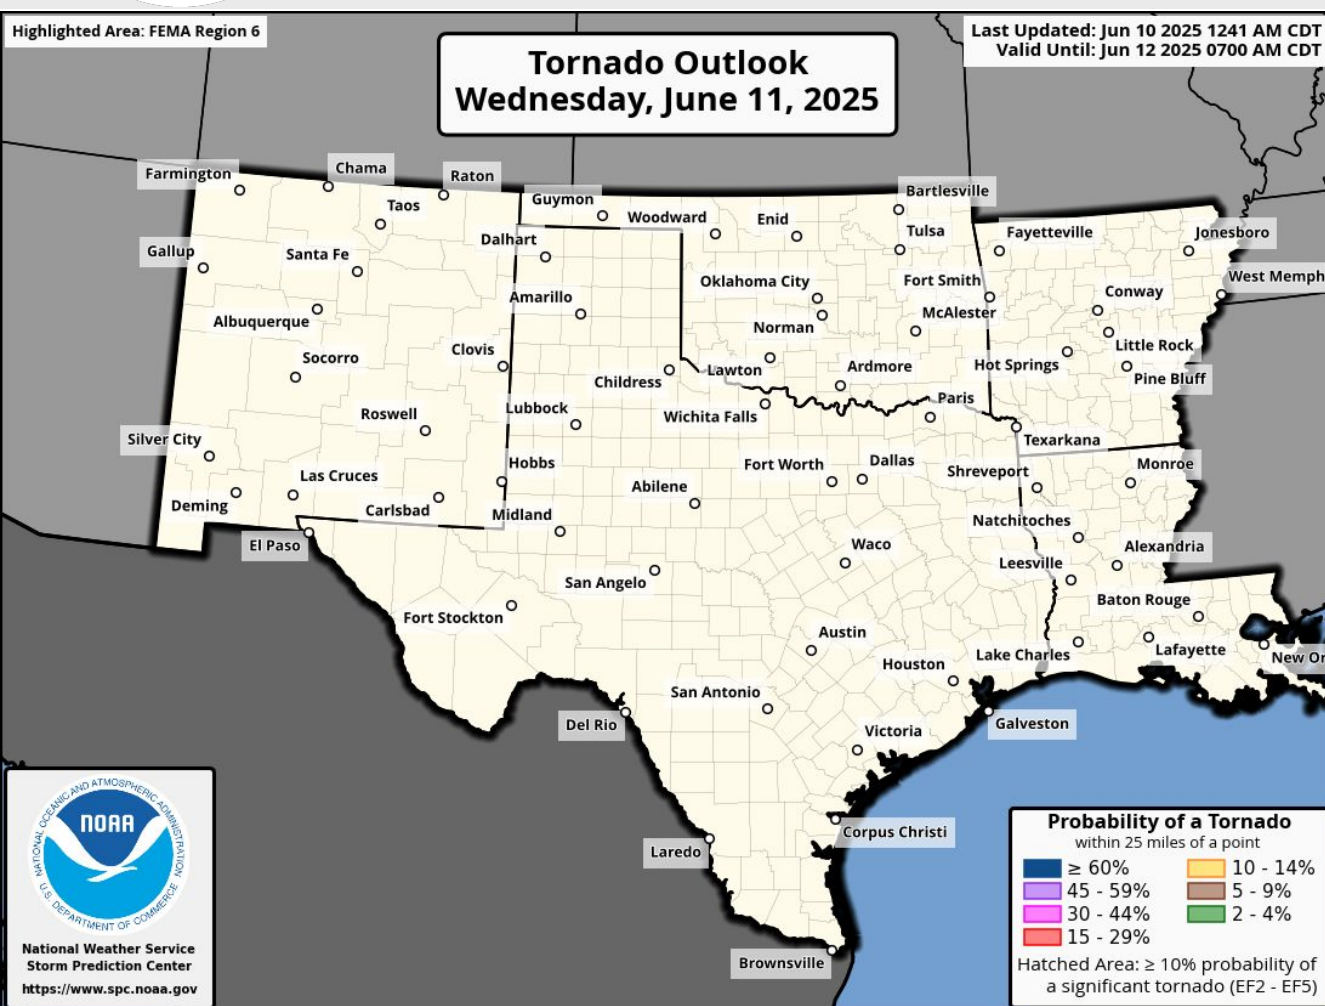 Highlighted Area: FEMA Region 6
Last Updated: Jun 10 2025 1241 AM CDT
Valid Until: Jun 12 2025 0700 AM CDT
Tornado Outlook
Wednesday, June 11, 2025
Farmington
Chama
Raton
Taos
Guymon
Woodward
Enid
Bartlesville
Tulsa
Fayetteville
Jonesboro
Gallup
Santa Fe
Dalhart
Oklahoma City
Fort Smith
West Memph
Amarillo
Conway
Albuquerque
Norman
McAlester
Little Rock
Socorro
Clovis
Childress
Lawton
Ardmore
Hot Springs
Pine Bluff
Roswell
Lubbock
Wichita Falls
Paris
Silver City
Texarkana
Las Cruces
Hobbs
Fort Worth
Dallas
Shreveport
Monroe
Deming
Carlsbad
Midland
Abilene
Natchitoches
El Paso
Waco
Leesville
Alexandria
San Angelo
Fort Stockton
Baton Rouge
Austin
Houston
Lake Charles
Lafayette
New Or
San Antonio
Del Rio
Victoria
Galveston
Corpus Christi
Laredo
Brownsville
NATIONAL OCEANIC AND ATMOSPHERIC ADMINISTRATION
NOAA
U.S. DEPARTMENT OF COMMERCE
National Weather Service
Storm Prediction Center
https://www.spc.noaa.gov
Probability of a Tornado
within 25 miles of a point
≥ 60%
10 - 14%
45 - 59%
5 - 9%
30 - 44%
2 - 4%
15 - 29%
Hatched Area: ≥ 10% probability of
a significant tornado (EF2 - EF5)